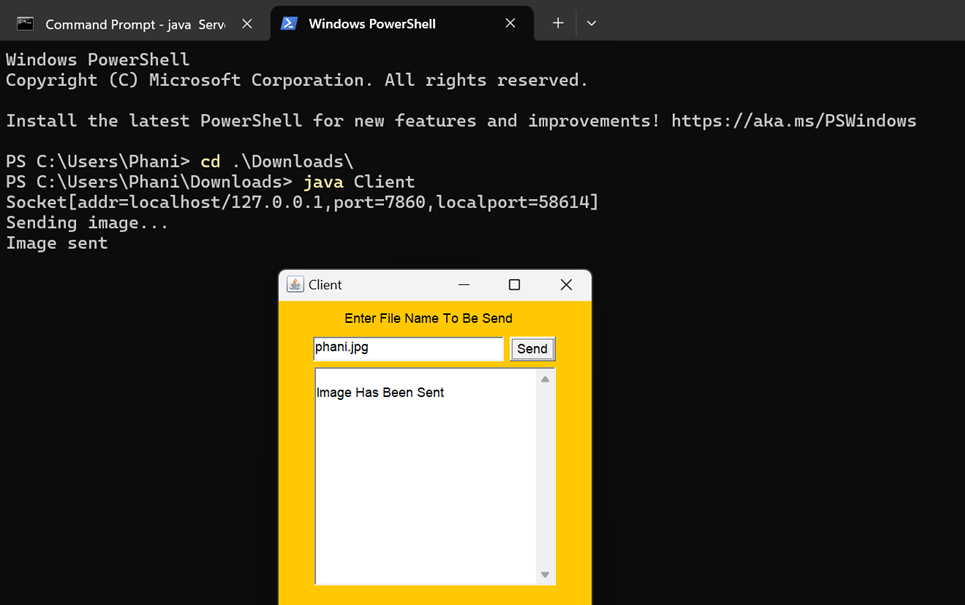 Command Prompt - java  Serv
Windows PowerShell
Windows PowerShell
Copyright (C) Microsoft Corporation. All rights reserved.
Install the latest PowerShell for new features and improvements! https://aka.ms/PSWindows
PS C:\Users\Phani> cd .\Downloads\
PS C:\Users\Phani\Downloads> java Client
Socket[addr=localhost/127.0.0.1,port=7860,localport=58614]
Sending image...
Image sent
Client
Enter File Name To Be Send
phani.jpg
Send
Image Has Been Sent